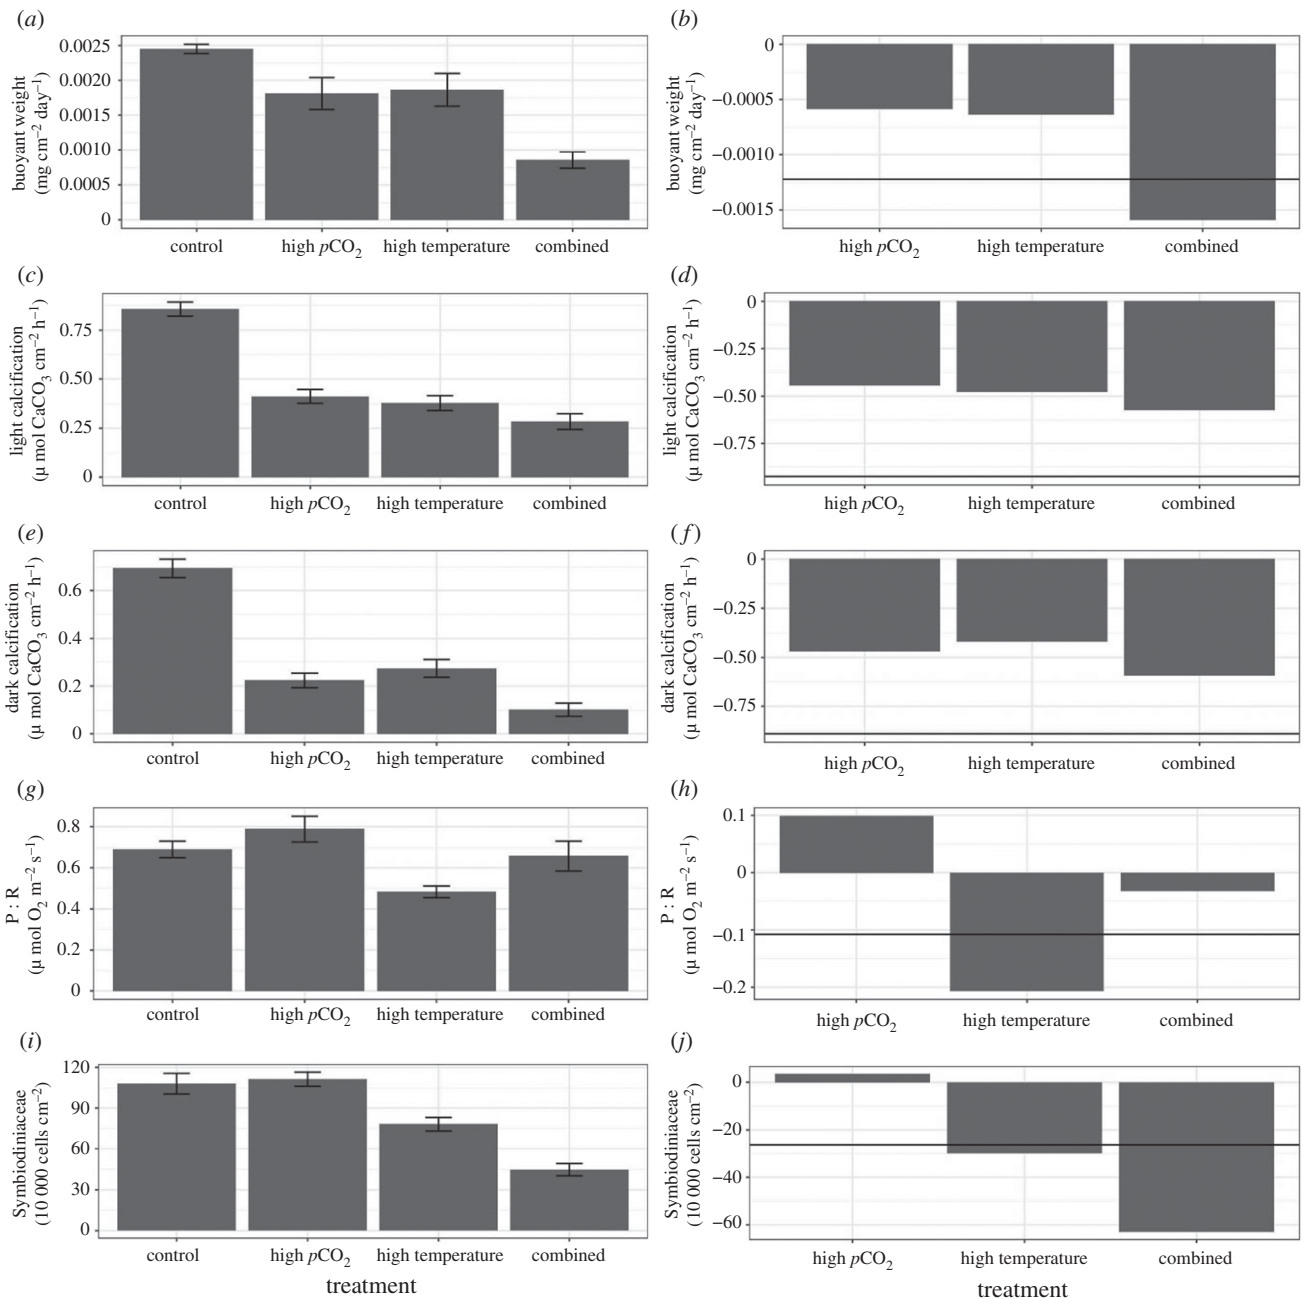 (a)
buoyant weight
(mg cm⁻² day⁻¹)
0.0025
0.0020
0.0015
0.0010
0.0005
0
control high pCO₂ high temperature combined
(b)
buoyant weight
(mg cm⁻² day⁻¹)
0
−0.0005
−0.0010
−0.0015
high pCO₂ high temperature combined
(c)
light calcification
(µ mol CaCO₃ cm⁻² h⁻¹)
0.75
0.50
0.25
0
control high pCO₂ high temperature combined
(d)
light calcification
(µ mol CaCO₃ cm⁻² h⁻¹)
0
−0.25
−0.50
−0.75
high pCO₂ high temperature combined
(e)
dark calcification
(µ mol CaCO₃ cm⁻² h⁻¹)
0.6
0.4
0.2
0
control high pCO₂ high temperature combined
(f)
dark calcification
(µ mol CaCO₃ cm⁻² h⁻¹)
0
−0.25
−0.50
−0.75
high pCO₂ high temperature combined
(g)
P : R
(µ mol O₂ m⁻² s⁻¹)
0.8
0.6
0.4
0.2
0
control high pCO₂ high temperature combined
(h)
P : R
(µ mol O₂ m⁻² s⁻¹)
0.1
0
−0.1
−0.2
high pCO₂ high temperature combined
(i)
Symbiodiniaceae
(10 000 cells cm⁻²)
120
90
60
30
0
control high pCO₂ high temperature combined
treatment
(j)
Symbiodiniaceae
(10 000 cells cm⁻²)
0
−20
−40
−60
high pCO₂ high temperature combined
treatment